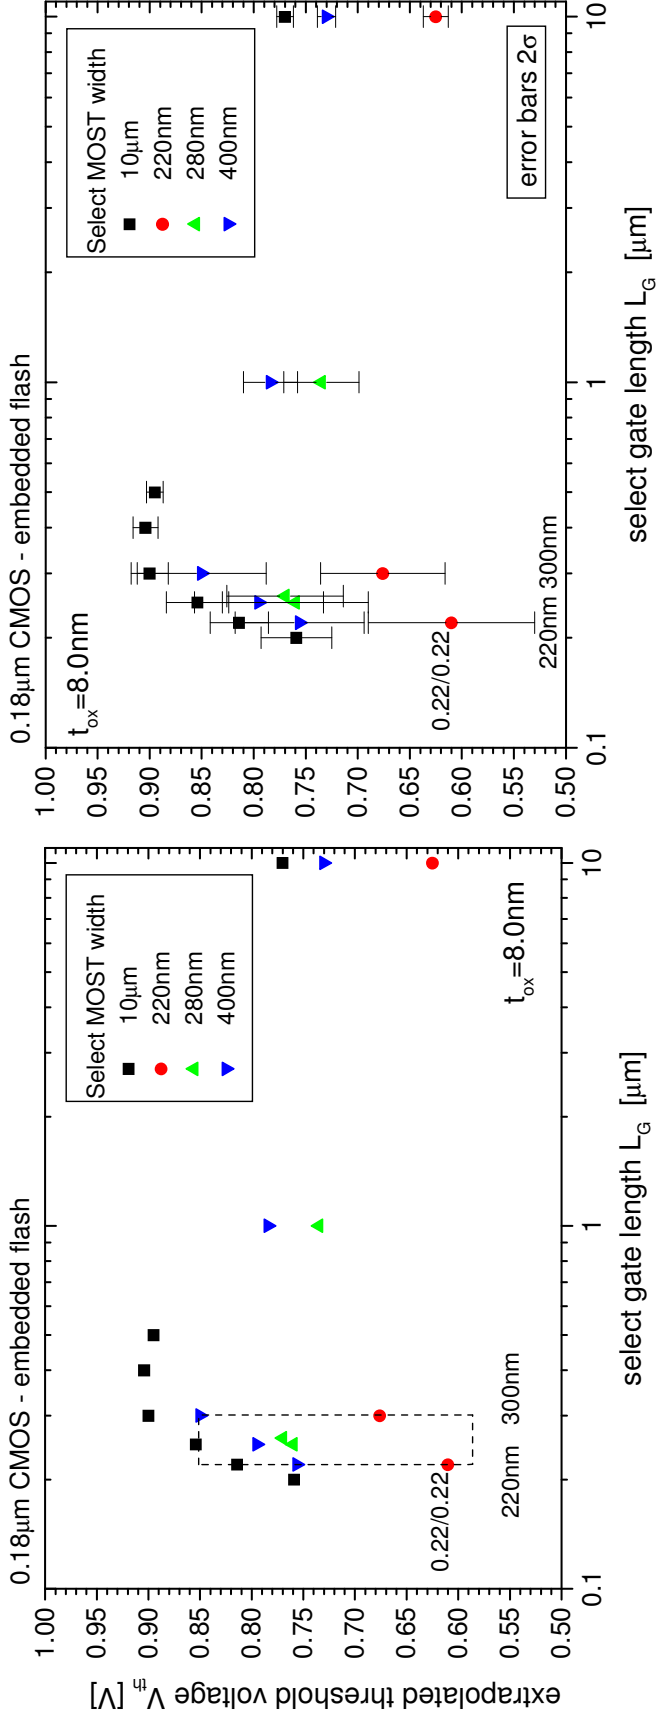 0.18μm CMOS - embedded flash
Select MOST width
10μm
220nm
280nm
400nm
t_ox=8.0nm
0.22/0.22
220nm 300nm
1.00
0.95
0.90
0.85
0.80
0.75
0.70
0.65
0.60
0.55
0.50
0.1
1
10
extrapolated threshold voltage V_th [V]
select gate length L_G [μm]
0.18μm CMOS - embedded flash
t_ox=8.0nm
Select MOST width
10μm
220nm
280nm
400nm
error bars 2σ
0.22/0.22
220nm 300nm
1.00
0.95
0.90
0.85
0.80
0.75
0.70
0.65
0.60
0.55
0.50
0.1
1
10
select gate length L_G [μm]